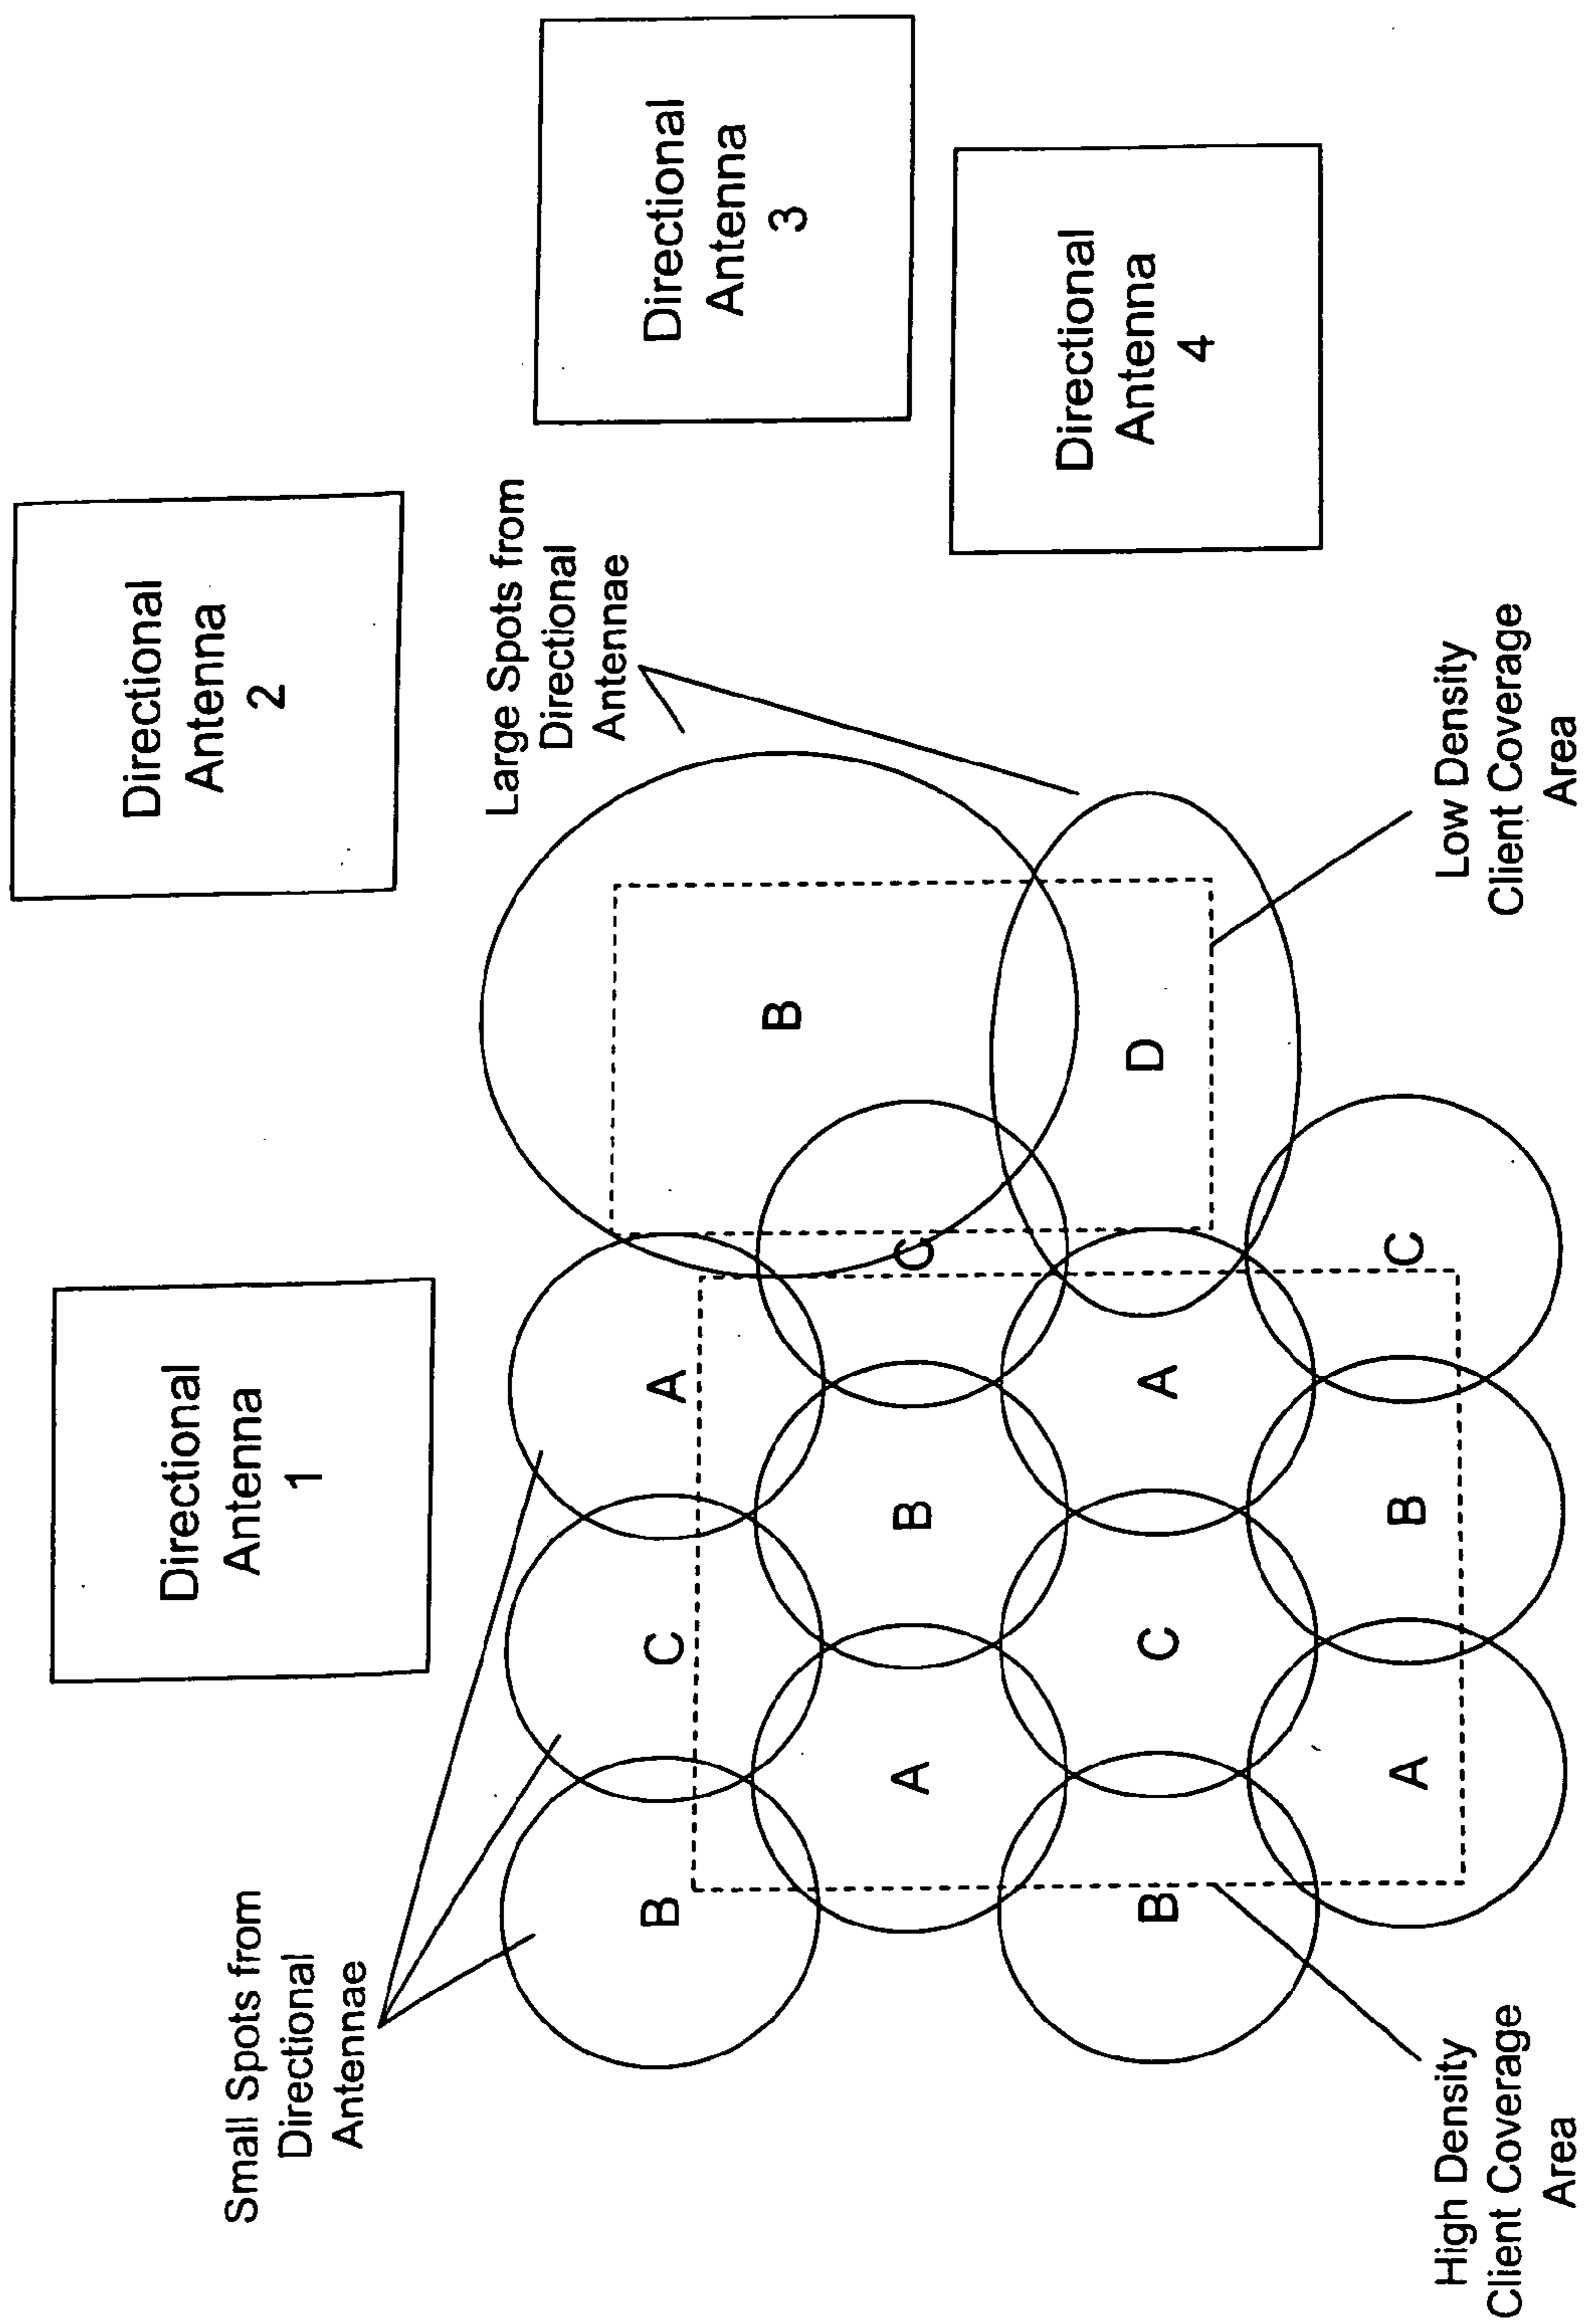 Directional
Antenna
2
Directional
Antenna
1
Small Spots from
Directional
Antennae
Large Spots from
Directional
Antennae
Directional
Antenna
3
B
C
A
B
A
B
C
Directional
Antenna
4
B
C
A
D
A
B
C
High Density
Client Coverage
Area
Low Density
Client Coverage
Area